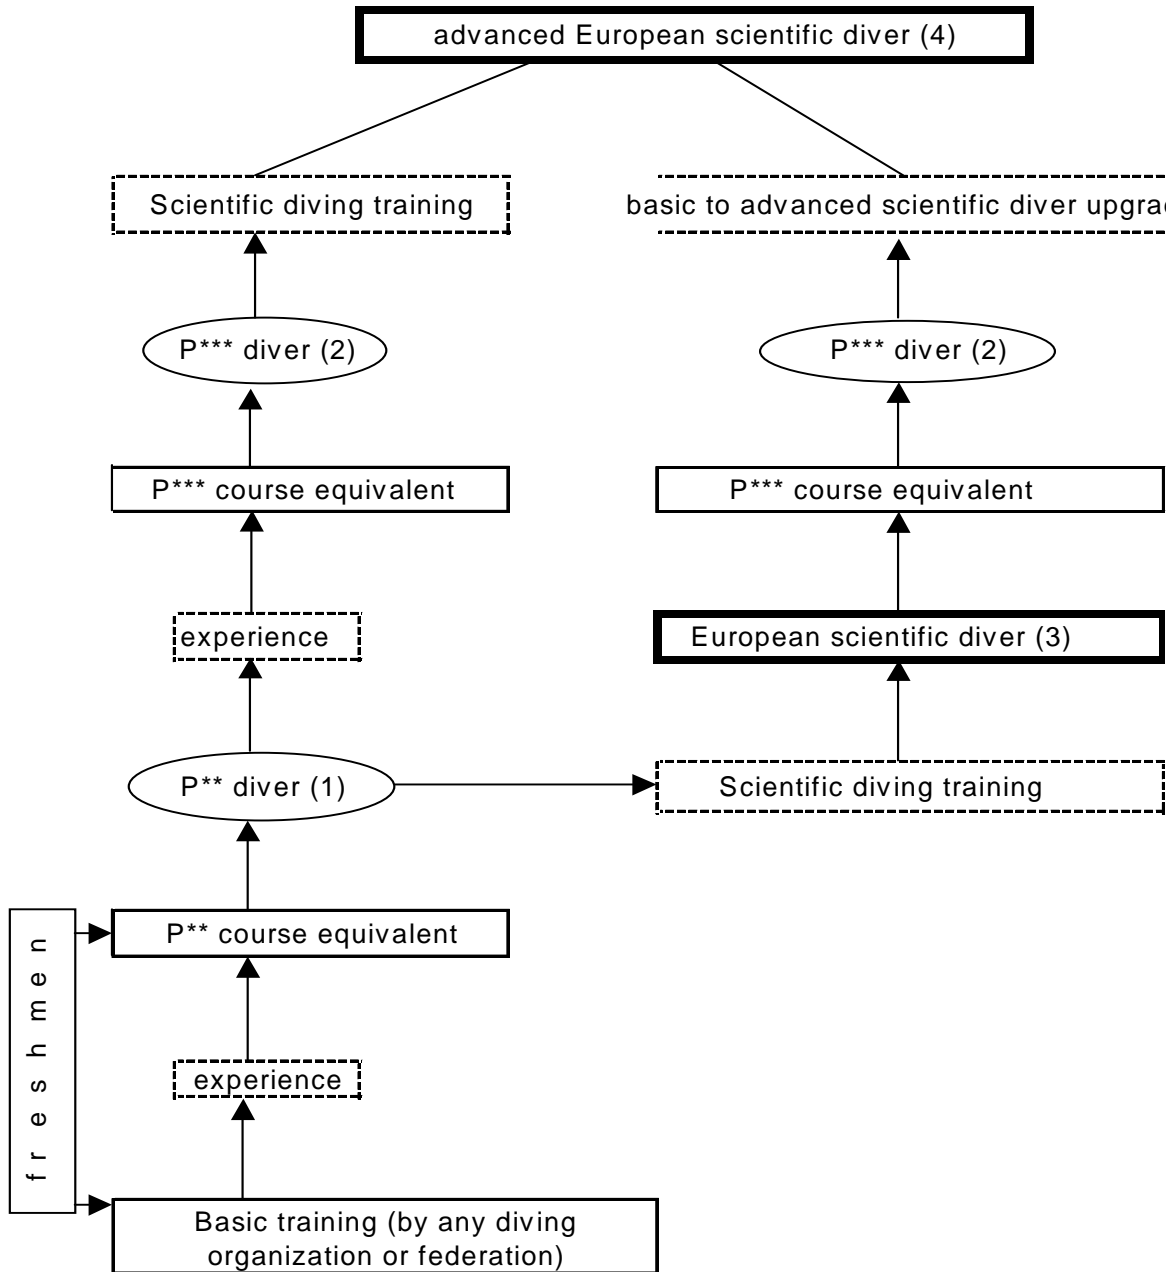 advanced European scientific diver (4)
Scientific diving training
basic to advanced scientific diver
P*** diver (2)
P*** diver (2)
P*** course equivalent
P*** course equivalent
experience
European scientific diver (3)
P** diver (1)
Scientific diving training
P** course equivalent
freshmen
experience
Basic training (by any diving
organization or federation)